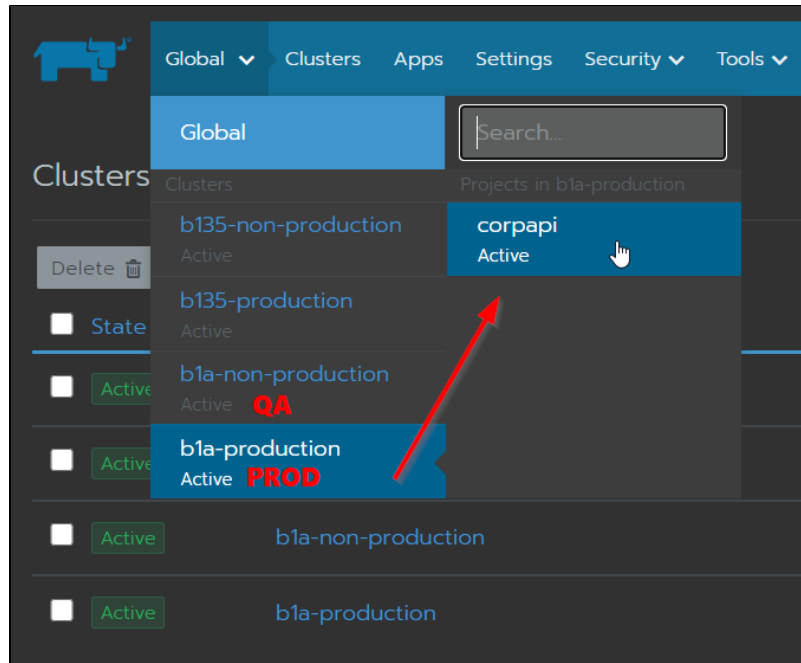 Global Clusters Apps Settings Security Tools
Global
Search...
Clusters
Clusters
Projects in b1a-production
b135-non-production
Active
corpapi
Active
Delete
b135-production
Active
State
b1a-non-production
Active QA
Active
b1a-production
Active PROD
Active
Active b1a-non-production
Active b1a-production